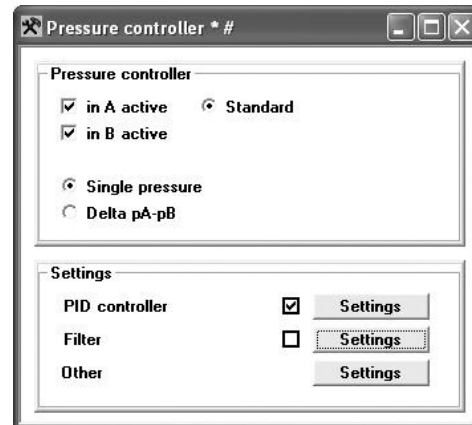 Pressure controller * #
Pressure controller
in A active Standard
in B active
Single pressure
Delta pA-pB
Settings
PID controller Settings
Filter Settings
Other Settings